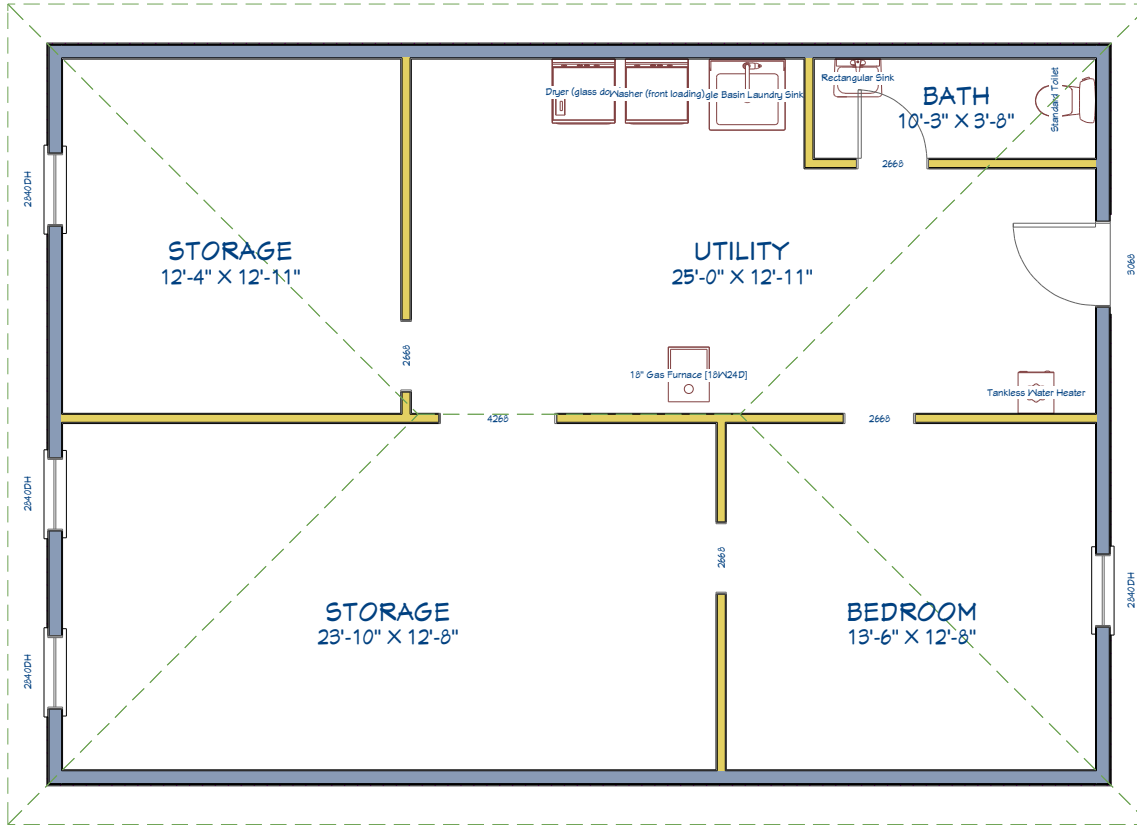 Dryer (glass do
Washer (front loading)
gle Basin Laundry Sink
Rectangular Sink
BATH
10'-3" X 3'-8"
Standard Toilet
2668
2840DH
STORAGE
12'-4" X 12'-11"
UTILITY
25'-0" X 12'-11"
3068
2668
18" Gas Furnace [18W24D]
Tankless Water Heater
4268
2668
2840DH
2668
2840DH
STORAGE
23'-10" X 12'-8"
BEDROOM
13'-6" X 12'-8"
2840DH